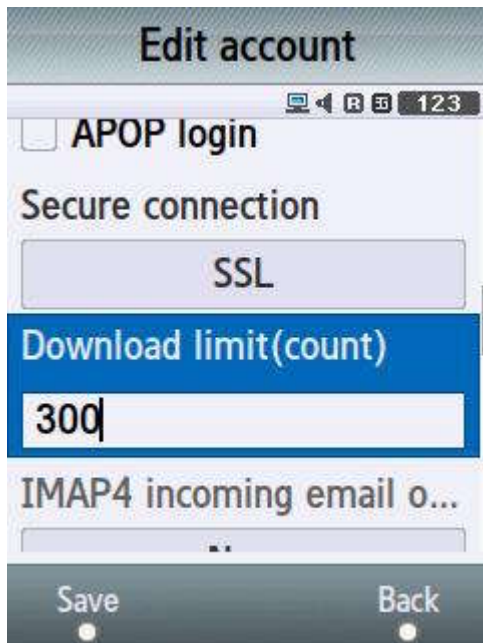 Edit account
123
APOP login
Secure connection
SSL
Download limit(count)
300
IMAP4 incoming email o...
Save
Back